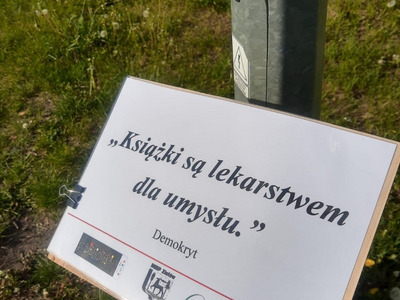 „Książki są lekarstwem
dla umysłu.”
Demokryt